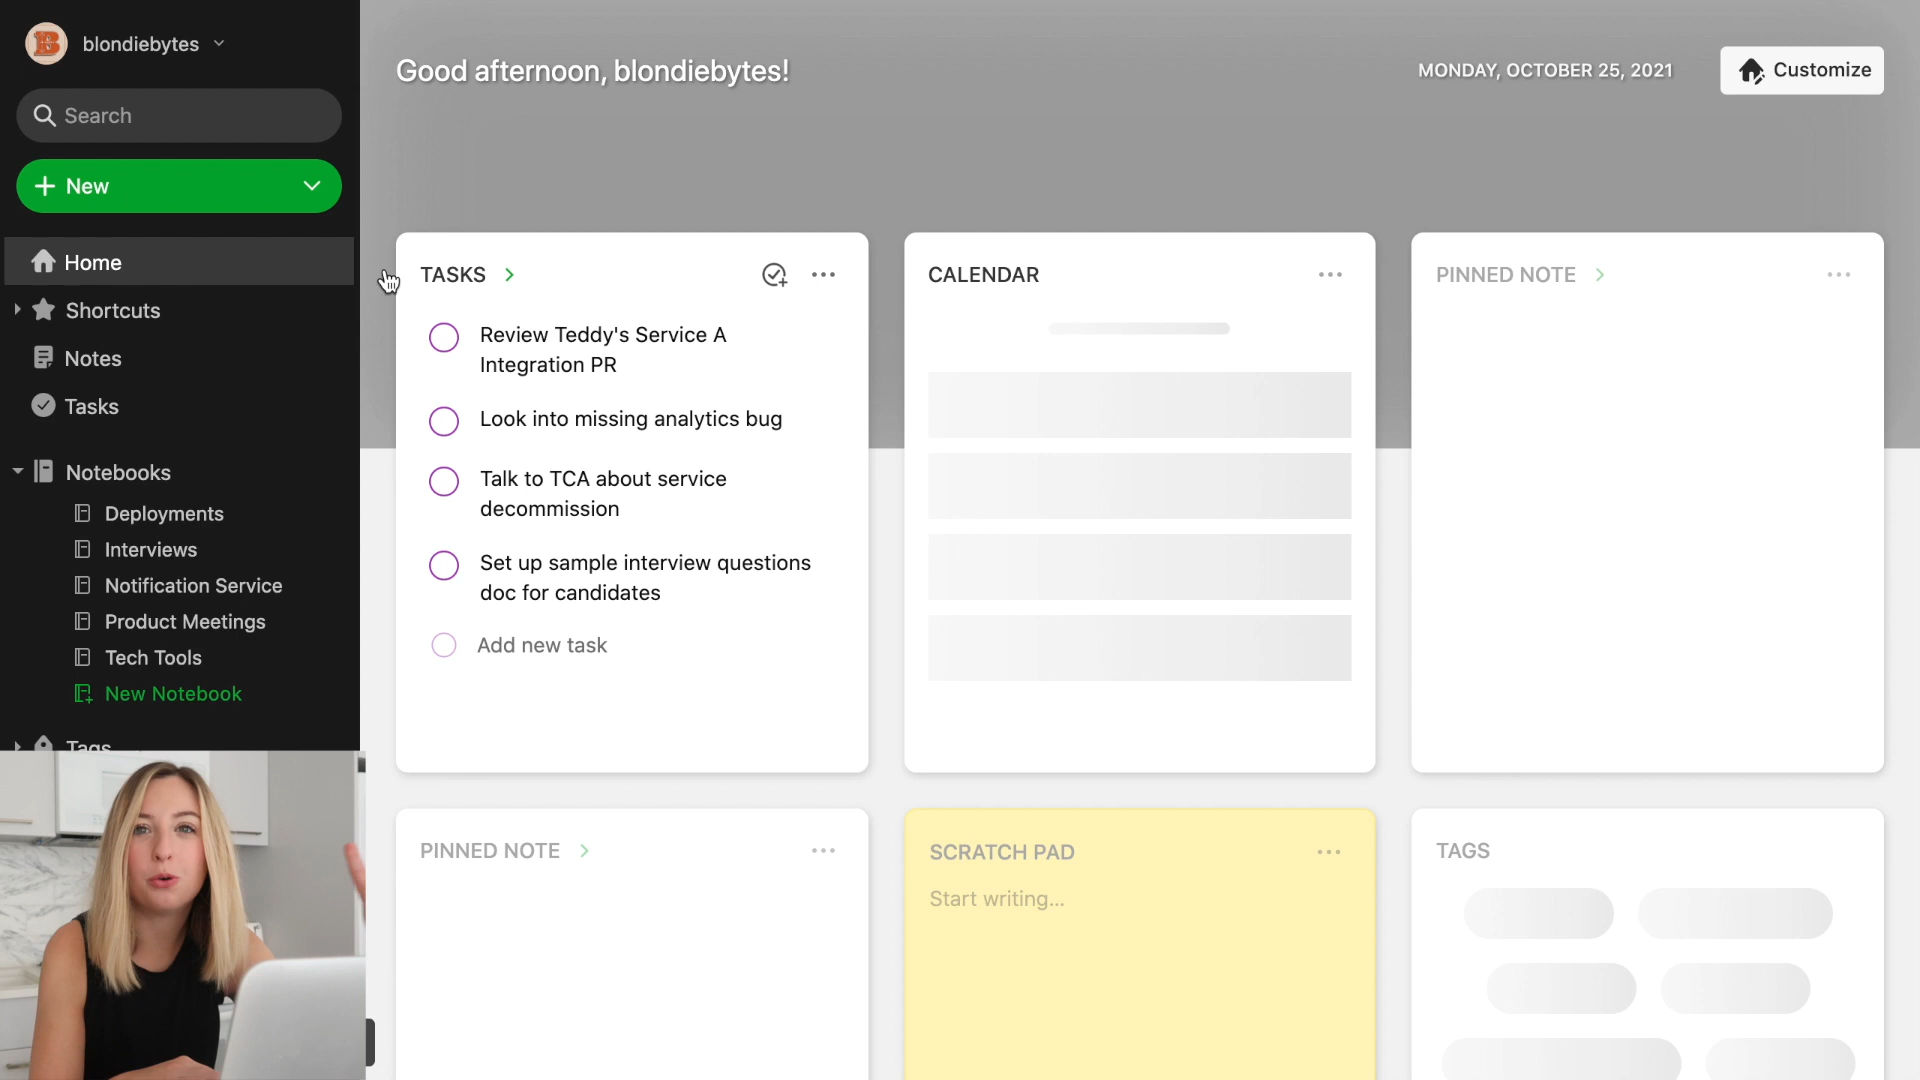 blondiebytes
Search
New
Home
Shortcuts
Notes
Tasks
Notebooks
Deployments
Interviews
Notification Service
Product Meetings
Tech Tools
New Notebook
Tags
Good afternoon, blondiebytes!
MONDAY, OCTOBER 25, 2021
Customize
TASKS
Review Teddy's Service A
Integration PR
Look into missing analytics bug
Talk to TCA about service
decommission
Set up sample interview questions
doc for candidates
Add new task
CALENDAR
PINNED NOTE
PINNED NOTE
SCRATCH PAD
Start writing...
TAGS